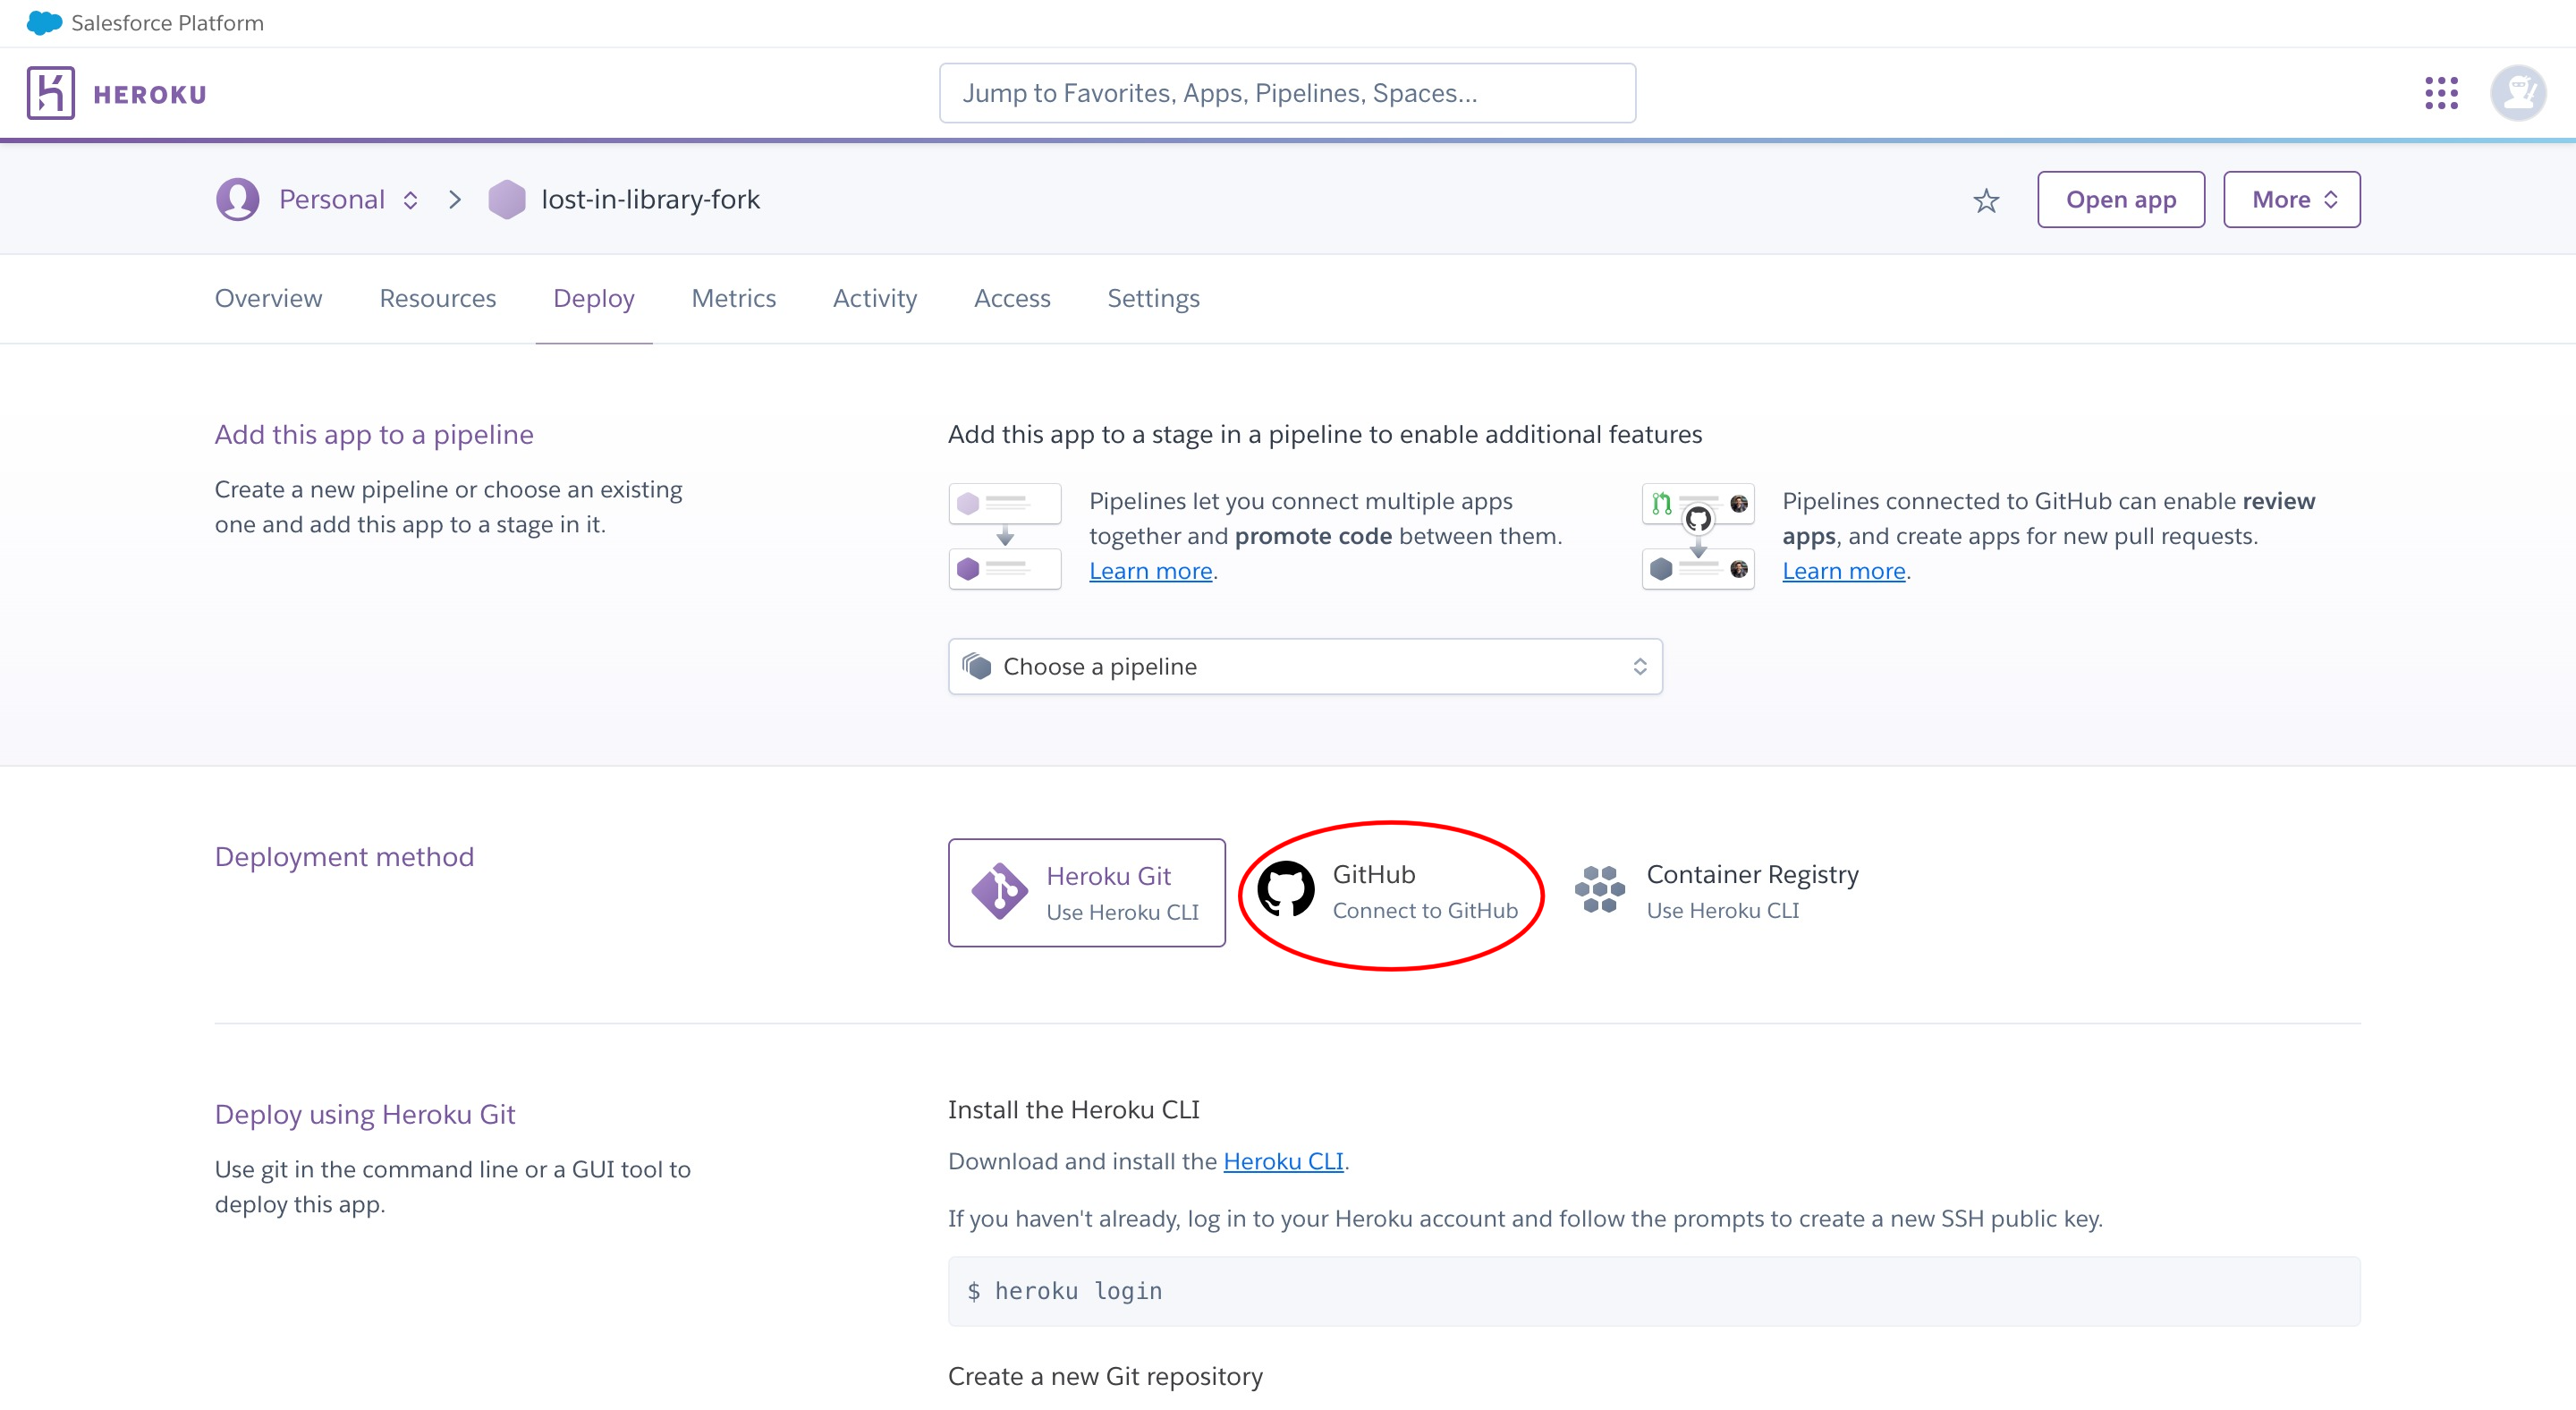 Salesforce Platform
HEROKU
Jump to Favorites, Apps, Pipelines, Spaces...
Personal
lost-in-library-fork
Open app
More
Overview
Resources
Deploy
Metrics
Activity
Access
Settings
Add this app to a pipeline
Create a new pipeline or choose an existing
one and add this app to a stage in it.
Add this app to a stage in a pipeline to enable additional features
Pipelines let you connect multiple apps
together and promote code between them.
Learn more.
Pipelines connected to GitHub can enable review
apps, and create apps for new pull requests.
Learn more.
Choose a pipeline
Deployment method
Heroku Git
Use Heroku CLI
GitHub
Connect to GitHub
Container Registry
Use Heroku CLI
Deploy using Heroku Git
Use git in the command line or a GUI tool to
deploy this app.
Install the Heroku CLI
Download and install the Heroku CLI.
If you haven't already, log in to your Heroku account and follow the prompts to create a new SSH public key.
$ heroku login
Create a new Git repository